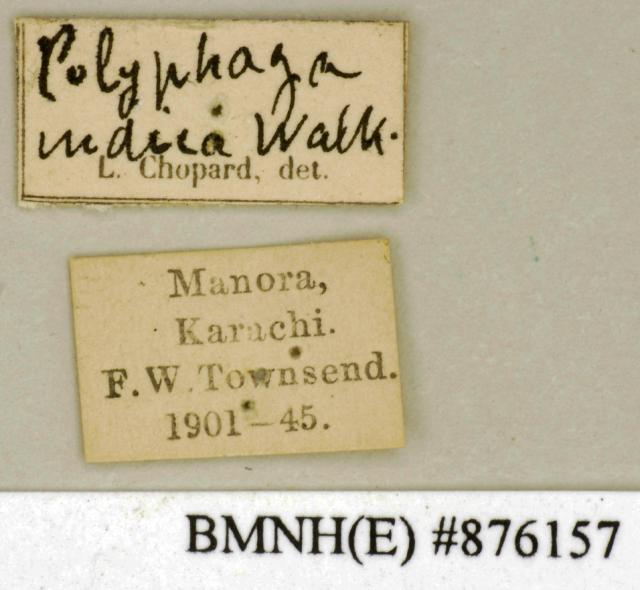 Polyphaga
indica Walk.
L. Chopard, det.
Manora,
Karachi.
F. W. Townsend.
1901-45.
BMNH(E) #876157